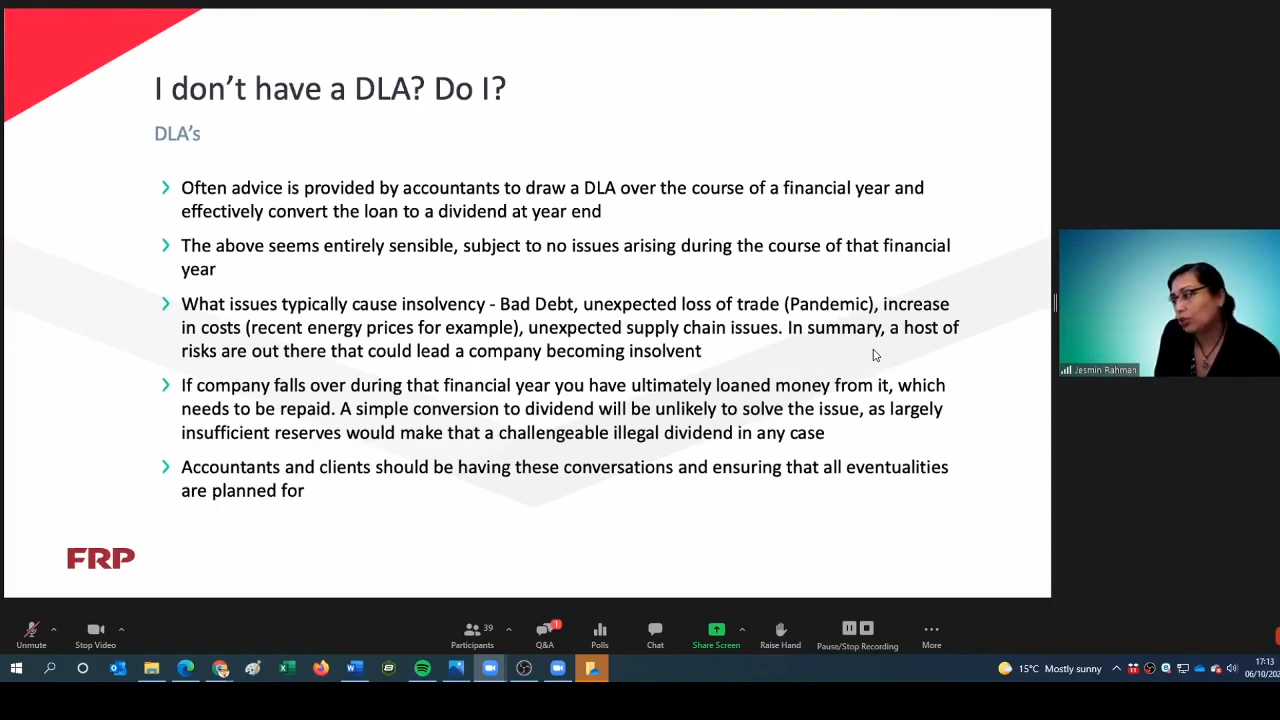 I don't have a DLA? Do I?
DLA's
Often advice is provided by accountants to draw a DLA over the course of a financial year and
effectively convert the loan to a dividend at year end
The above seems entirely sensible, subject to no issues arising during the course of that financial
year
What issues typically cause insolvency - Bad Debt, unexpected loss of trade (Pandemic), increase
in costs (recent energy prices for example), unexpected supply chain issues. In summary, a host of
risks are out there that could lead a company becoming insolvent
If company falls over during that financial year you have ultimately loaned money from it, which
needs to be repaid. A simple conversion to dividend will be unlikely to solve the issue, as largely
insufficient reserves would make that a challengeable illegal dividend in any case
Accountants and clients should be having these conversations and ensuring that all eventualities
are planned for
FRP
Jesmin Rahman
39
1
Unmute
Stop Video
Participants
Q&A
Polls
Chat
Share Screen
Raise Hand
Pause/Stop Recording
More
15°C Mostly sunny
17:13
06/10/202